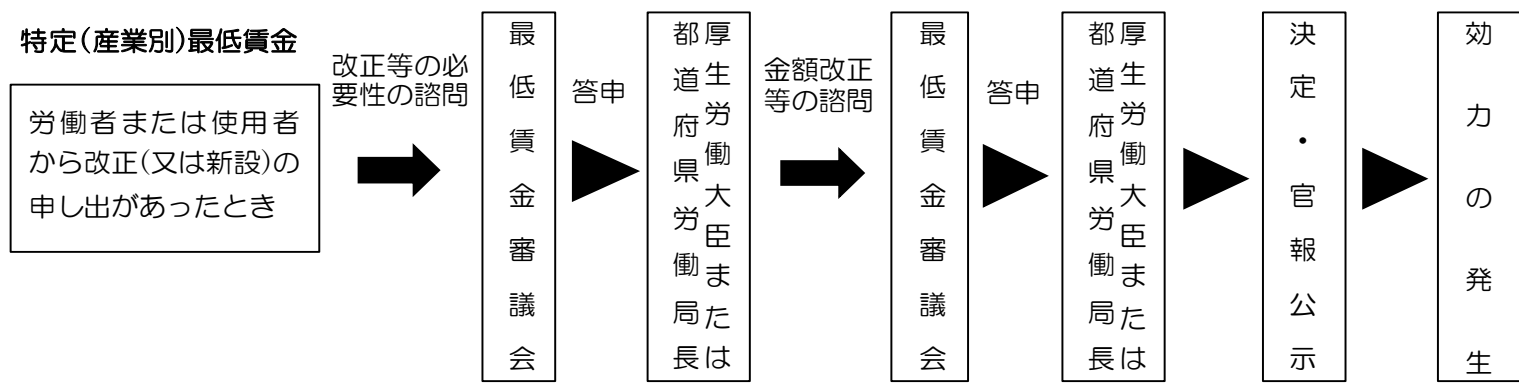 特定(産業別)最低賃金
労働者または使用者
から改正(又は新設)の
申し出があったとき
改正等の必
要性の諮問
最低賃金審議会
答申
厚生労働大臣または
都道府県労働局長
金額改正
等の諮問
最低賃金審議会
答申
厚生労働大臣または
都道府県労働局長
決定・官報公示
効力の発生